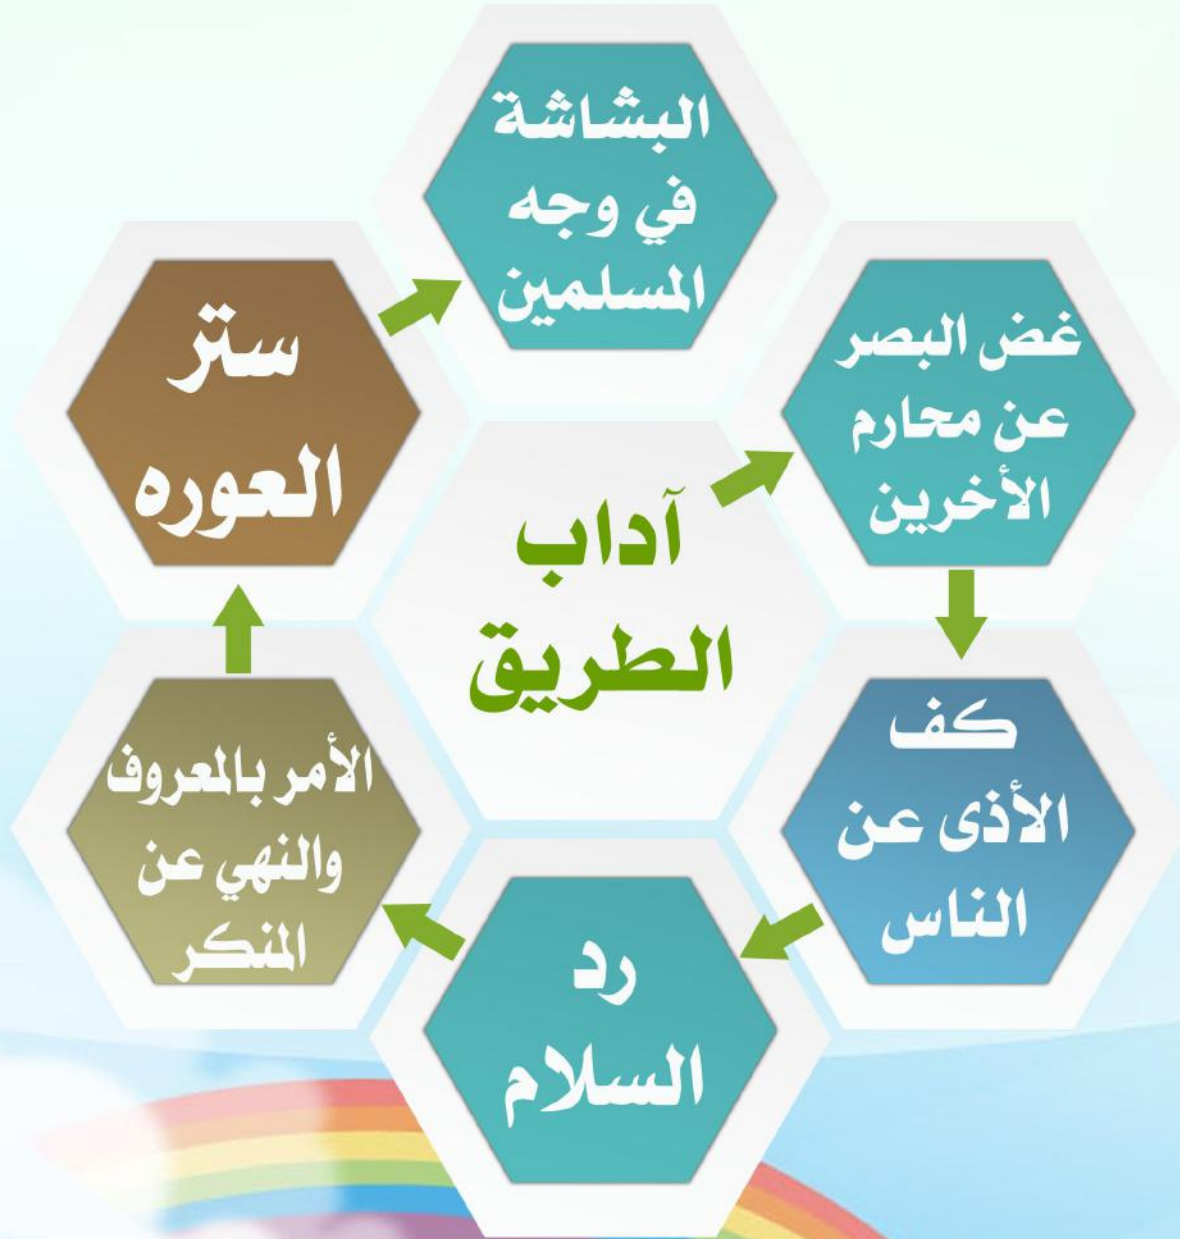 آداب
الطريق
غض البصر
عن محارم
الأخرين
كف
الأذى عن
الناس
رد
السلام
الأمر بالمعروف
والنهي عن
المنكر
ستر
العوره
البشاشة
في وجه
المسلمين